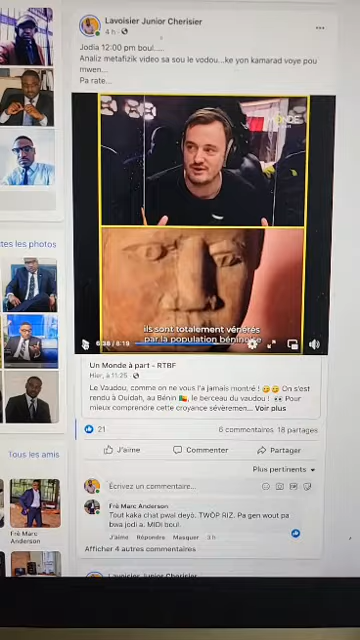 Lavoisier Junior Cherisier
4 h
Jodia 12:00 pm boul....
Analiz metafizik video sa sou le vodou...ke yon kamarad voye pou
mwen...
Pa rate...
MONDE
ils sont totalement vénérés
par la population béninoise
6:38 / 8:19
Un Monde à part - RTBF
Hier, à 11:25
Le Vaudou, comme on ne vous l'a jamais montré ! 😀😀 On s'est
rendu à Ouidah, au Bénin 🇧🇯, le berceau du vaudou ! 👀 Pour
mieux comprendre cette croyance sévèremen... Voir plus
21
6 commentaires 18 partages
J'aime
Commenter
Partager
Plus pertinents
Écrivez un commentaire...
Frè Marc Anderson
Tout kaka chat pwal deyò. TWÒP RIZ. Pa gen wout pa
bwa jodi a. MIDI boul.
J'aime Répondre Masquer 3 h
Afficher 4 autres commentaires
Lavoisier Junior Cherisier
tes les photos
Tous les amis
Frè Marc
Anderson